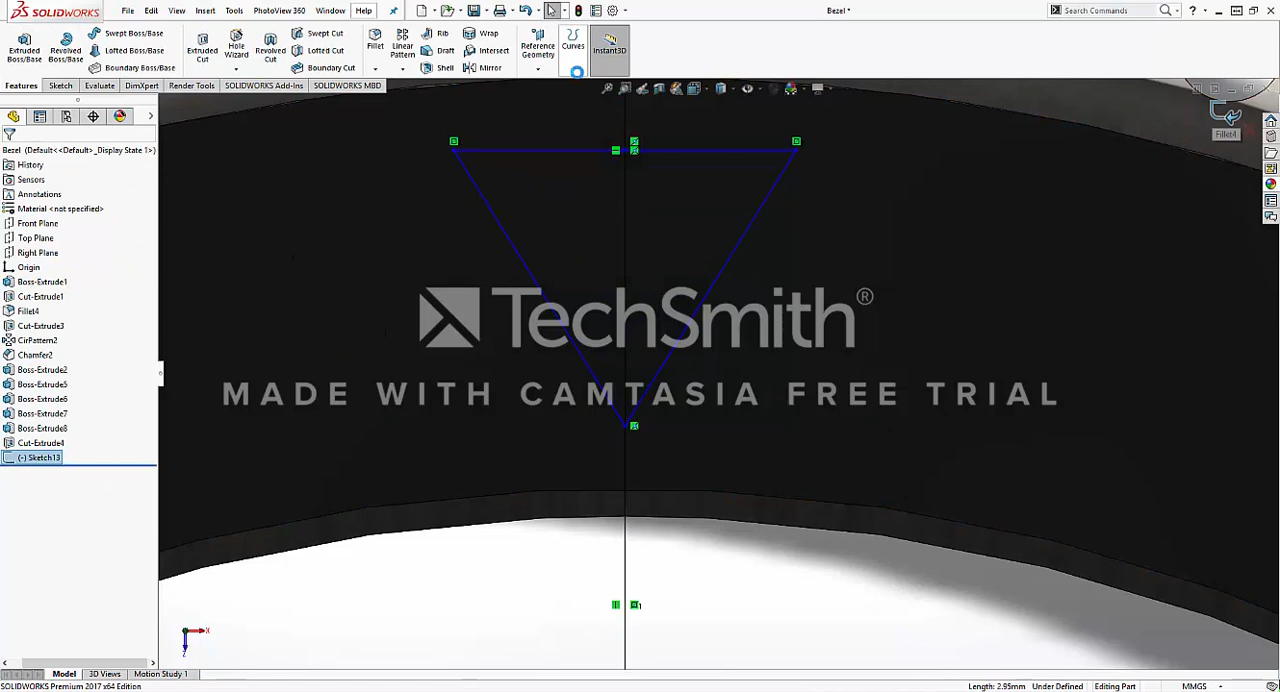 SOLIDWORKS
File
Edit
View
Insert
Tools
PhotoView 360
Window
Help
Bezel *
Search Commands
Extruded Boss/Base
Revolved Boss/Base
Swept Boss/Base
Lofted Boss/Base
Boundary Boss/Base
Extruded Cut
Hole Wizard
Revolved Cut
Swept Cut
Lofted Cut
Boundary Cut
Fillet
Linear Pattern
Rib
Draft
Shell
Wrap
Intersect
Mirror
Reference Geometry
Curves
Instant3D
Features
Sketch
Evaluate
DimXpert
Render Tools
SOLIDWORKS Add-Ins
SOLIDWORKS MBD
Fillet4
Bezel (Default<<Default>_Display State 1>)
History
Sensors
Annotations
Material <not specified>
Front Plane
Top Plane
Right Plane
Origin
Boss-Extrude1
Cut-Extrude1
Fillet4
Cut-Extrude3
CirPattern2
Chamfer2
Boss-Extrude2
Boss-Extrude5
Boss-Extrude6
Boss-Extrude7
Boss-Extrude8
Cut-Extrude4
(-) Sketch13
TechSmith®
MADE WITH CAMTASIA FREE TRIAL
1
X
Z
Model
3D Views
Motion Study 1
SOLIDWORKS Premium 2017 x64 Edition
Length: 2.95mm
Under Defined
Editing Part
MMGS